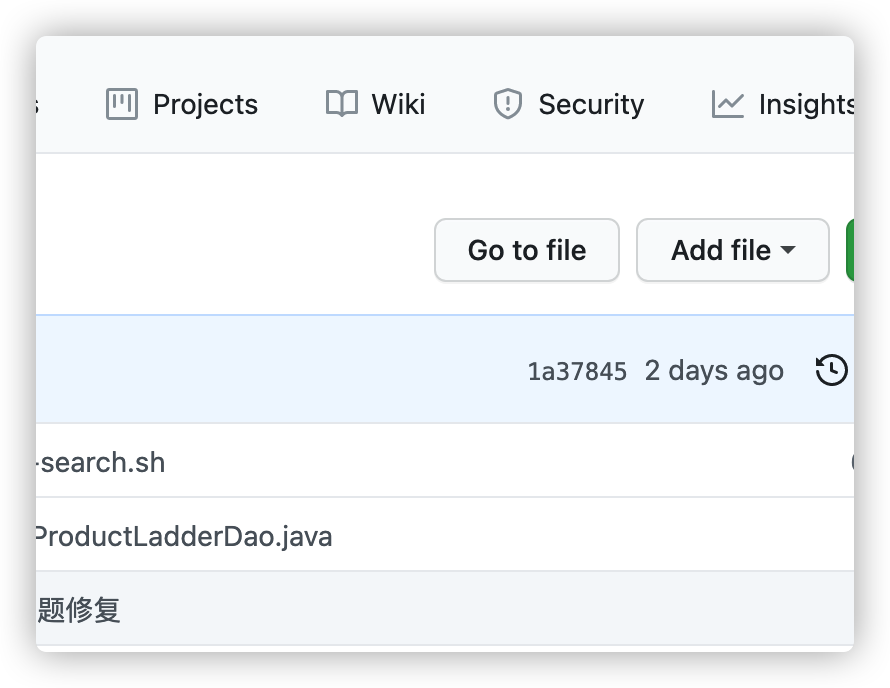 Projects Wiki Security Insights
Go to file Add file
1a37845 2 days ago
-search.sh
ProductLadderDao.java
题修复